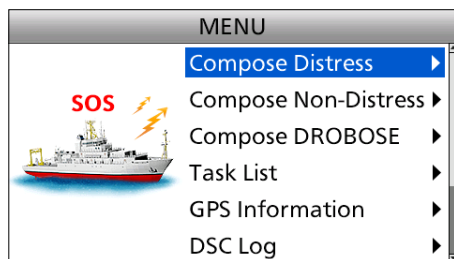 MENU
Compose Distress
SOS
Compose Non-Distress
Compose DROBOSE
Task List
GPS Information
DSC Log